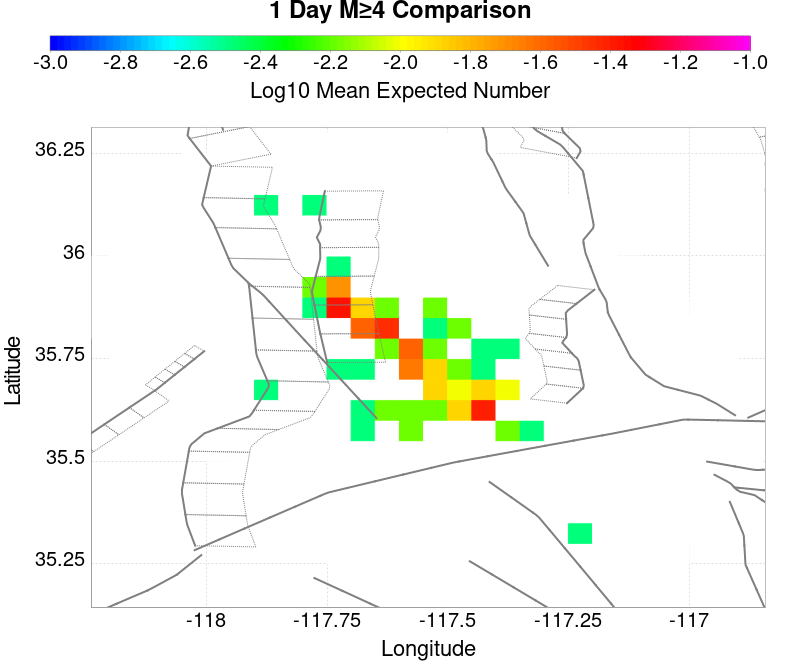 1 Day M≥4 Comparison
-3.0 -2.8 -2.6 -2.4 -2.2 -2.0 -1.8 -1.6 -1.4 -1.2 -1.0
Log10 Mean Expected Number
36.25
36
35.75
35.5
35.25
Latitude
-118 -117.75 -117.5 -117.25 -117
Longitude